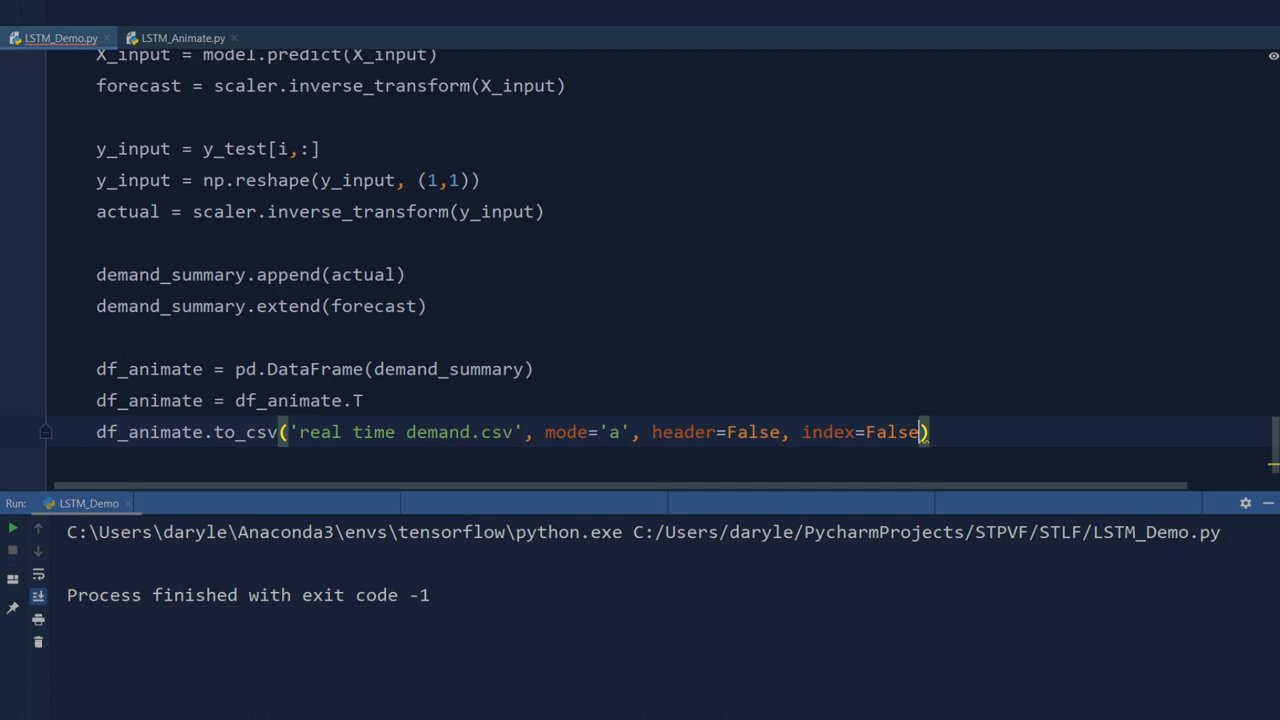 LSTM_Demo.py
LSTM_Animate.py
X_input = model.predict(X_input)
forecast = scaler.inverse_transform(X_input)
y_input = y_test[i,:]
y_input = np.reshape(y_input, (1,1))
actual = scaler.inverse_transform(y_input)
demand_summary.append(actual)
demand_summary.extend(forecast)
df_animate = pd.DataFrame(demand_summary)
df_animate = df_animate.T
df_animate.to_csv('real time demand.csv', mode='a', header=False, index=False)
Run: LSTM_Demo
C:\Users\daryle\Anaconda3\envs\tensorflow\python.exe C:/Users/daryle/PycharmProjects/STPVF/STLF/LSTM_Demo.py
Process finished with exit code -1